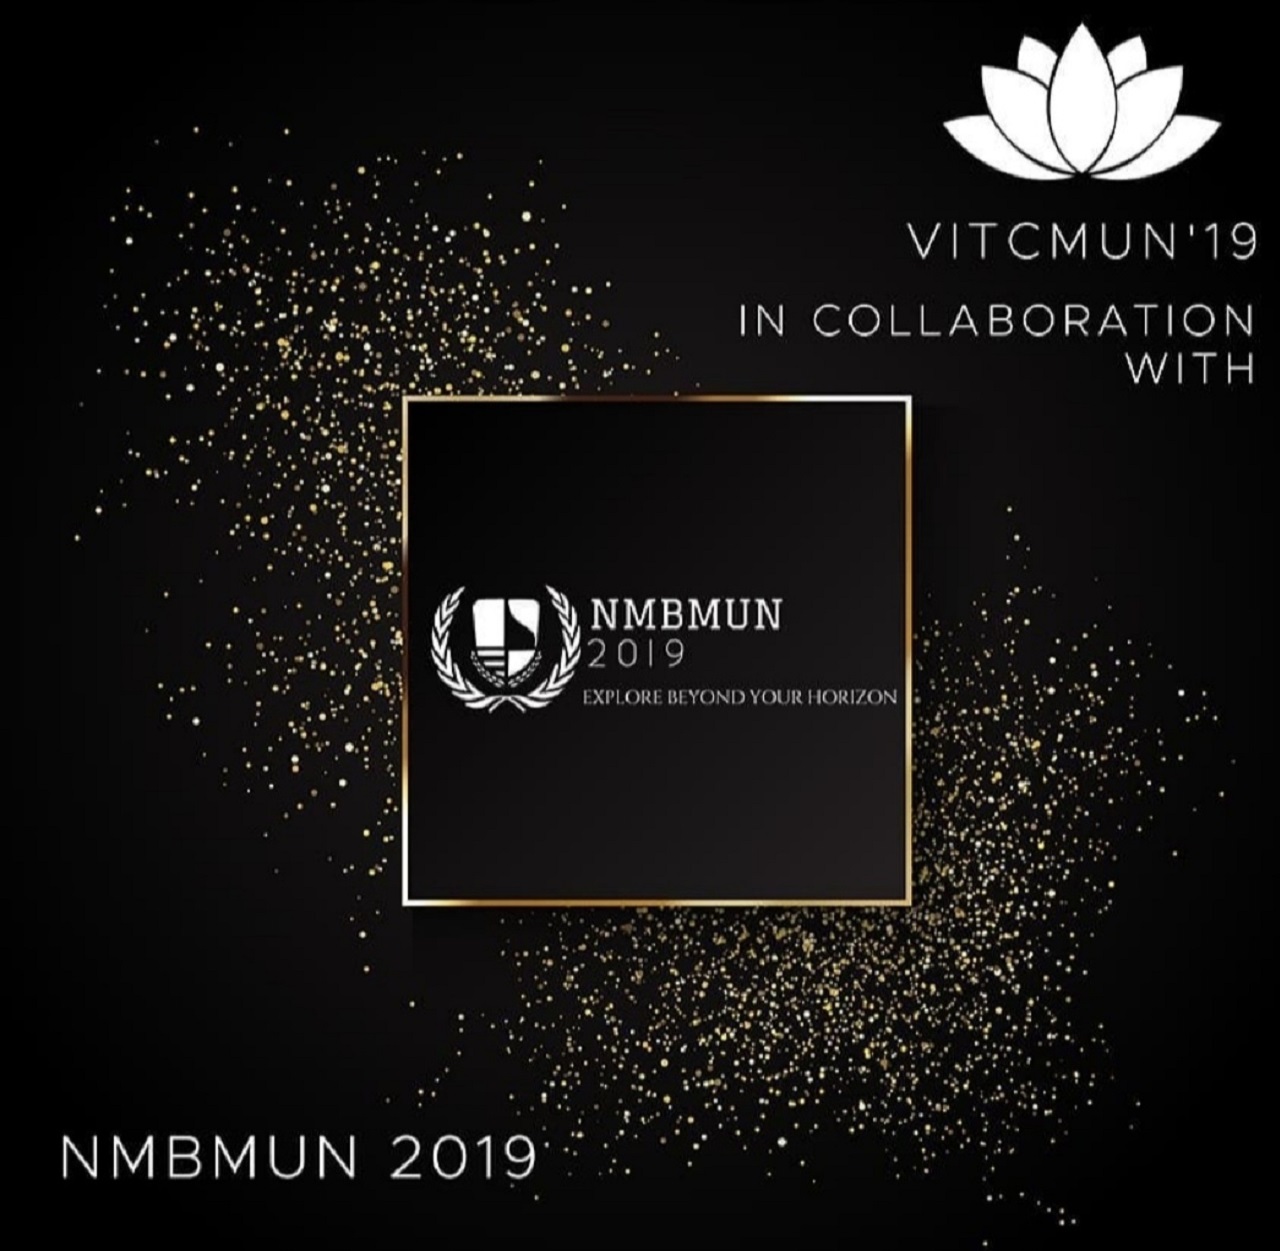 VITCMUN'19
IN COLLABORATION
WITH
NMBMUN
2019
EXPLORE BEYOND YOUR HORIZON
NMBMUN 2019